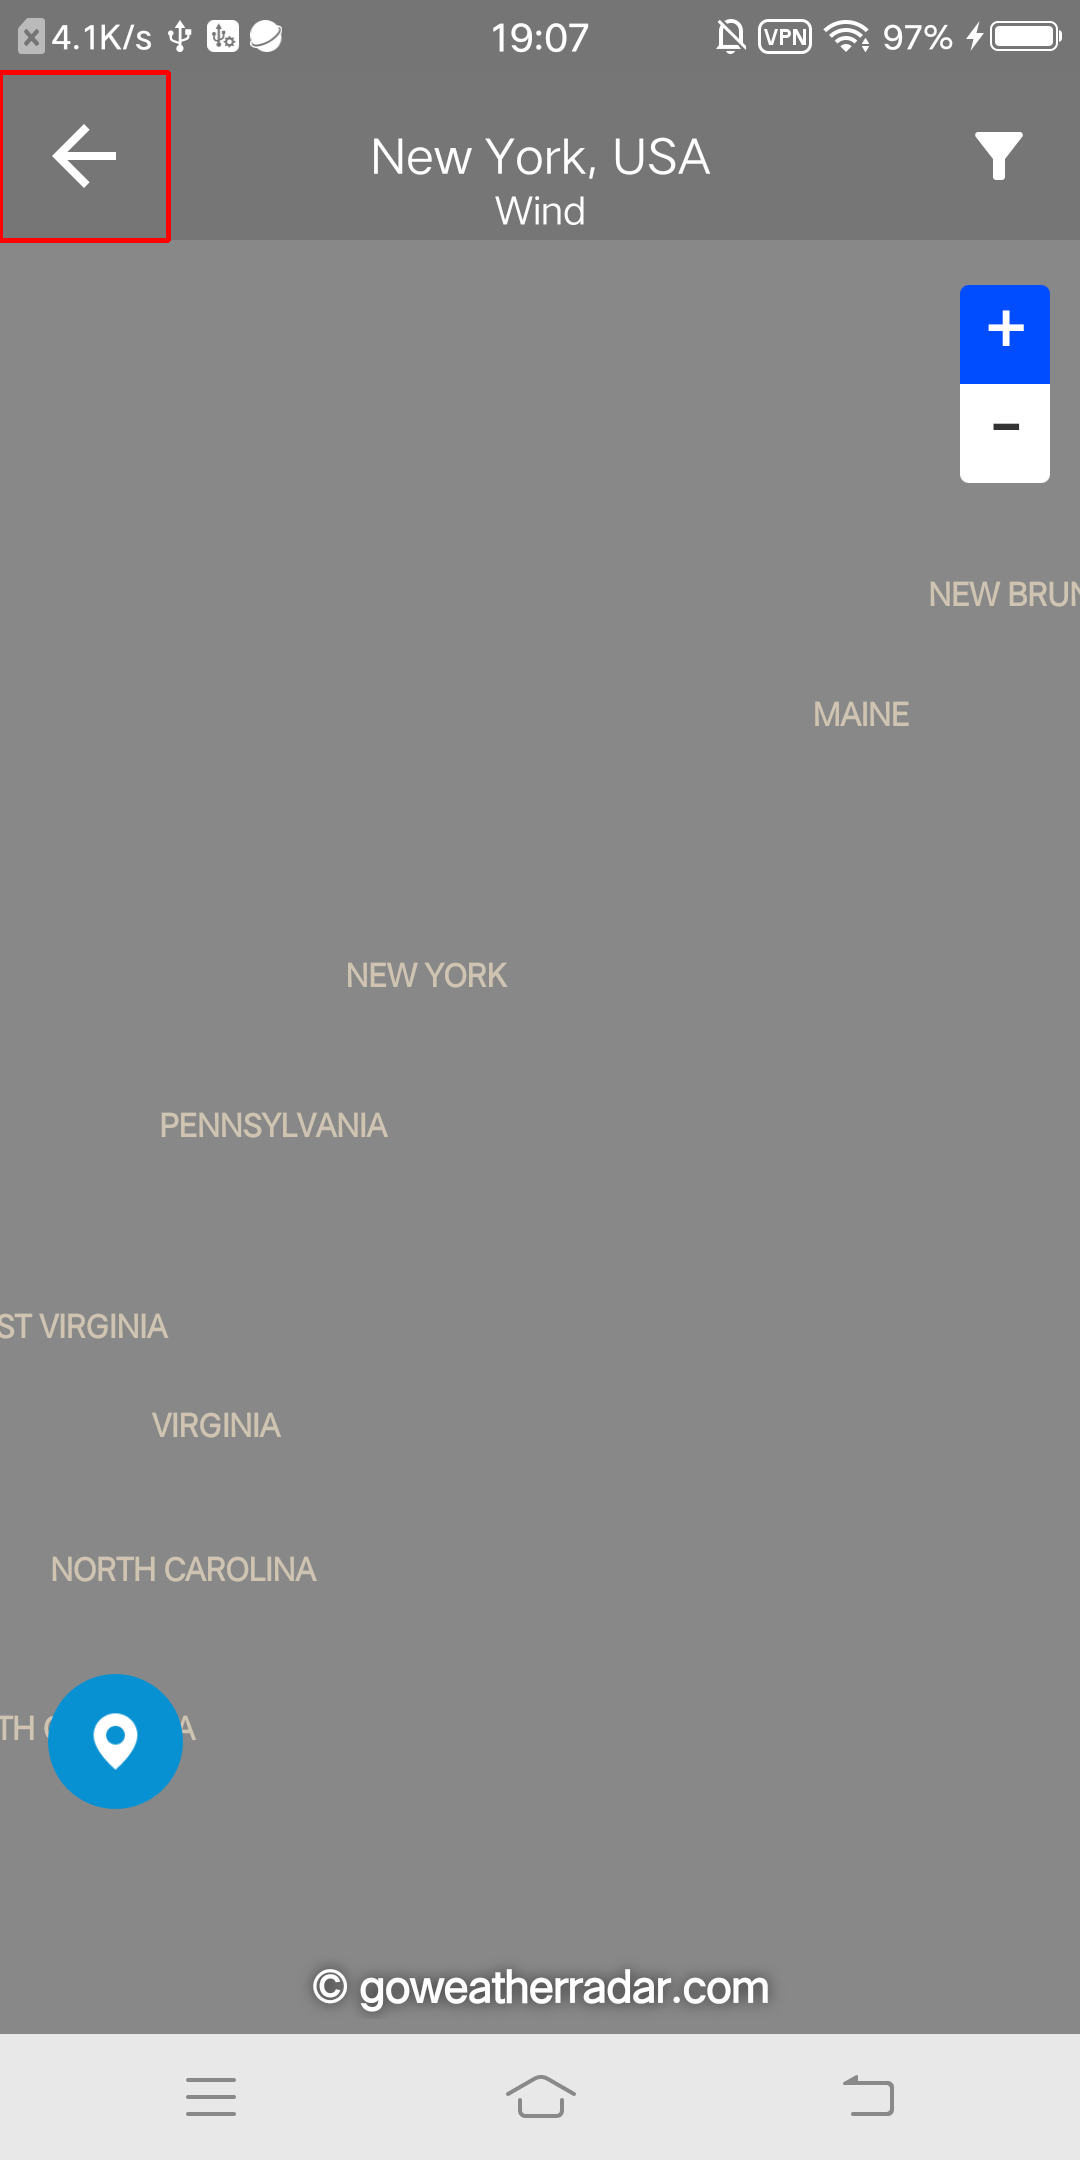 4.1K/s
19:07
VPN
97%
New York, USA
Wind
+
-
NEW BRUN
MAINE
NEW YORK
PENNSYLVANIA
ST VIRGINIA
VIRGINIA
NORTH CAROLINA
TH C A
© goweatherradar.com